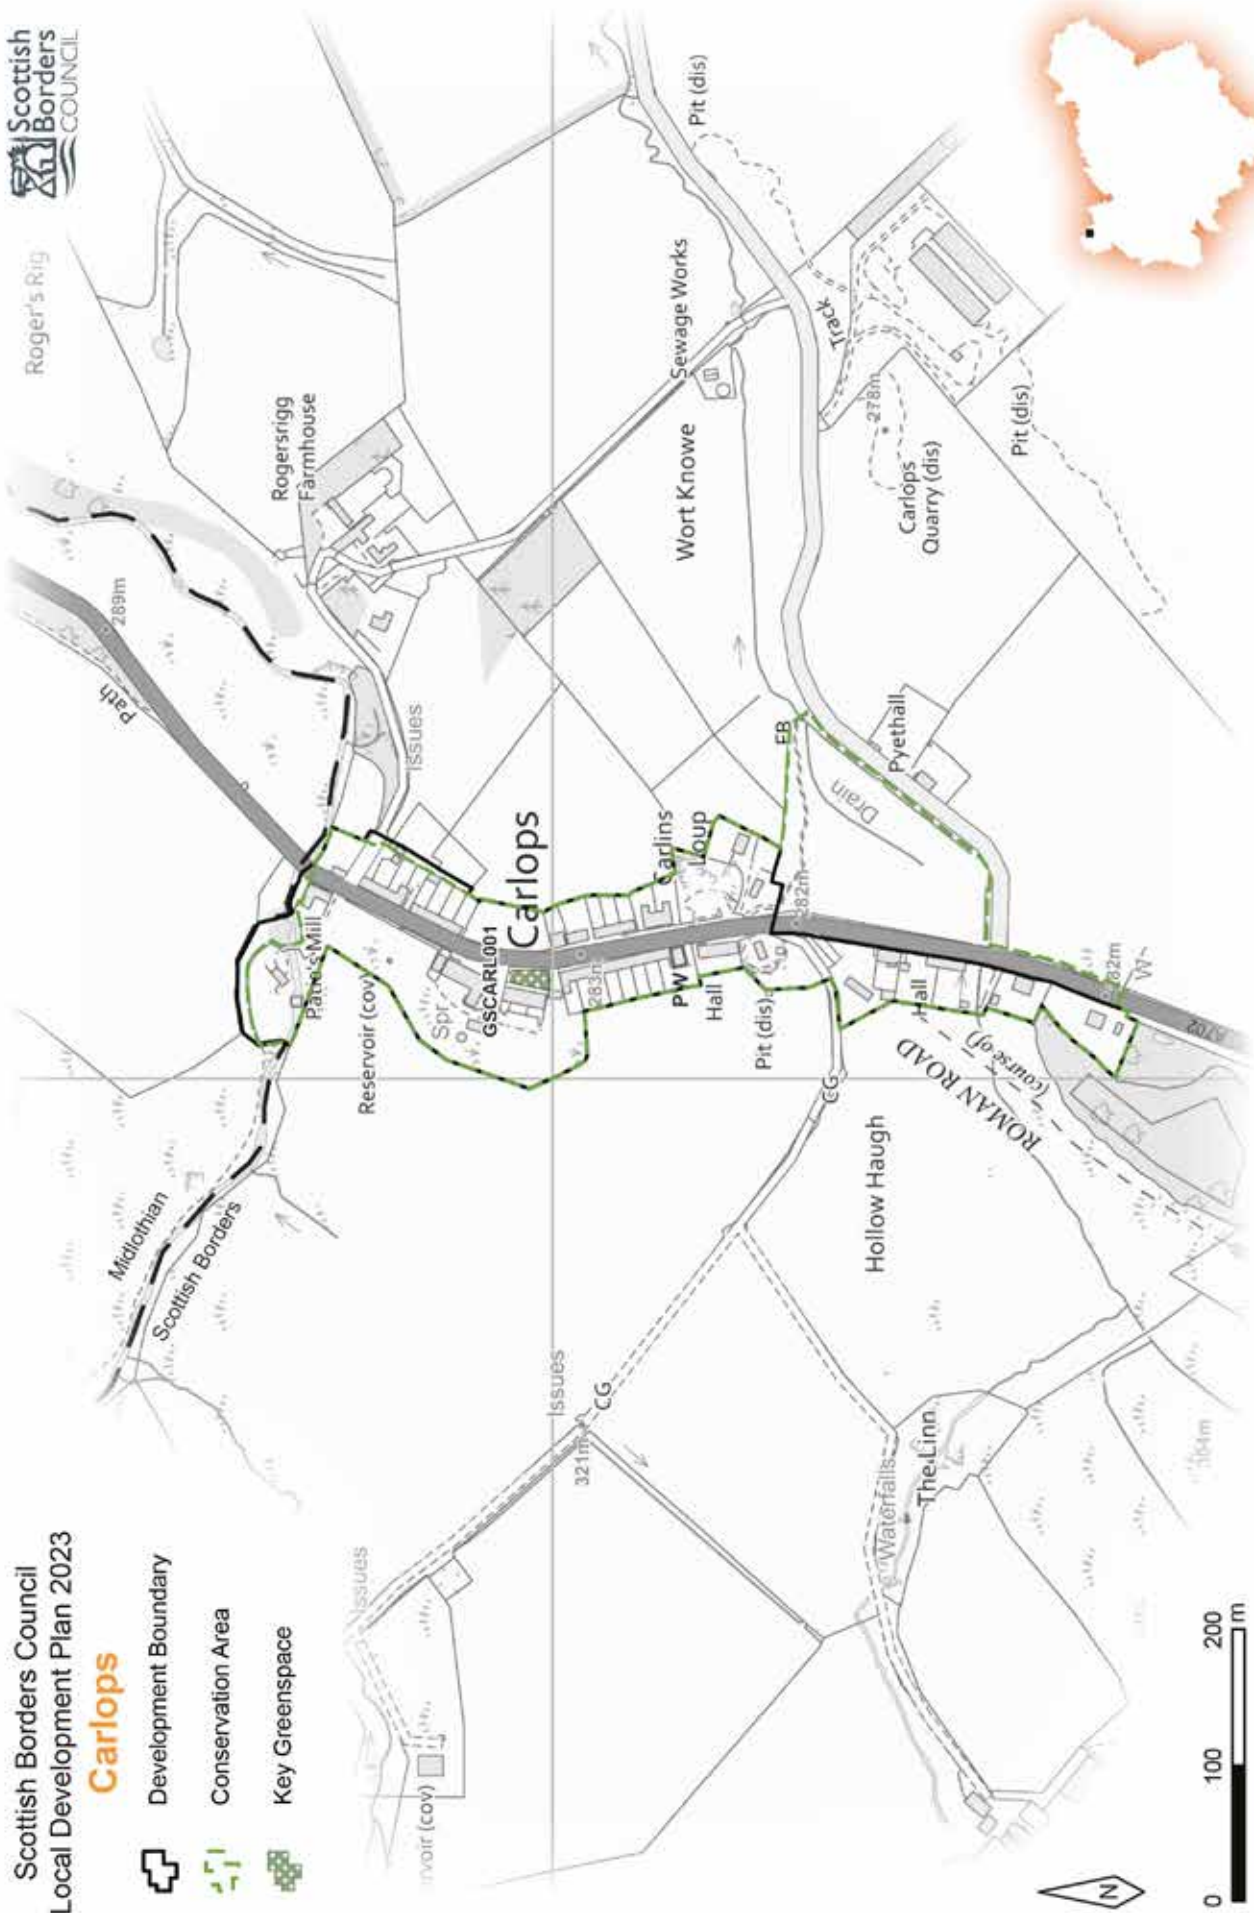 Scottish Borders Council
Local Development Plan 2023
Carlops
Development Boundary
Conservation Area
Key Greenspace
Scottish
Borders
COUNCIL
Roger's Rig
Midlothian
Scottish Borders
Path
289m
Rogersrigg
Farmhouse
Patie's Mill
Issues
Reservoir (cov)
Spr
GSCARL001
Carlops
283m
Issues
CG
321m
Issues
rvoir (cov)
Pit (dis)
Sewage Works
Wort Knowe
Track
278m
Carlops
Quarry (dis)
Pit (dis)
Carlins
Loup
P W
Hall
Pit (dis)
282m
FB
Drain
Pyethall
Hall
CG
ROMAN ROAD
(course of)
Hollow Haugh
Waterfalls
The Linn
304m
282m
W
A702
N
0 100 200
m